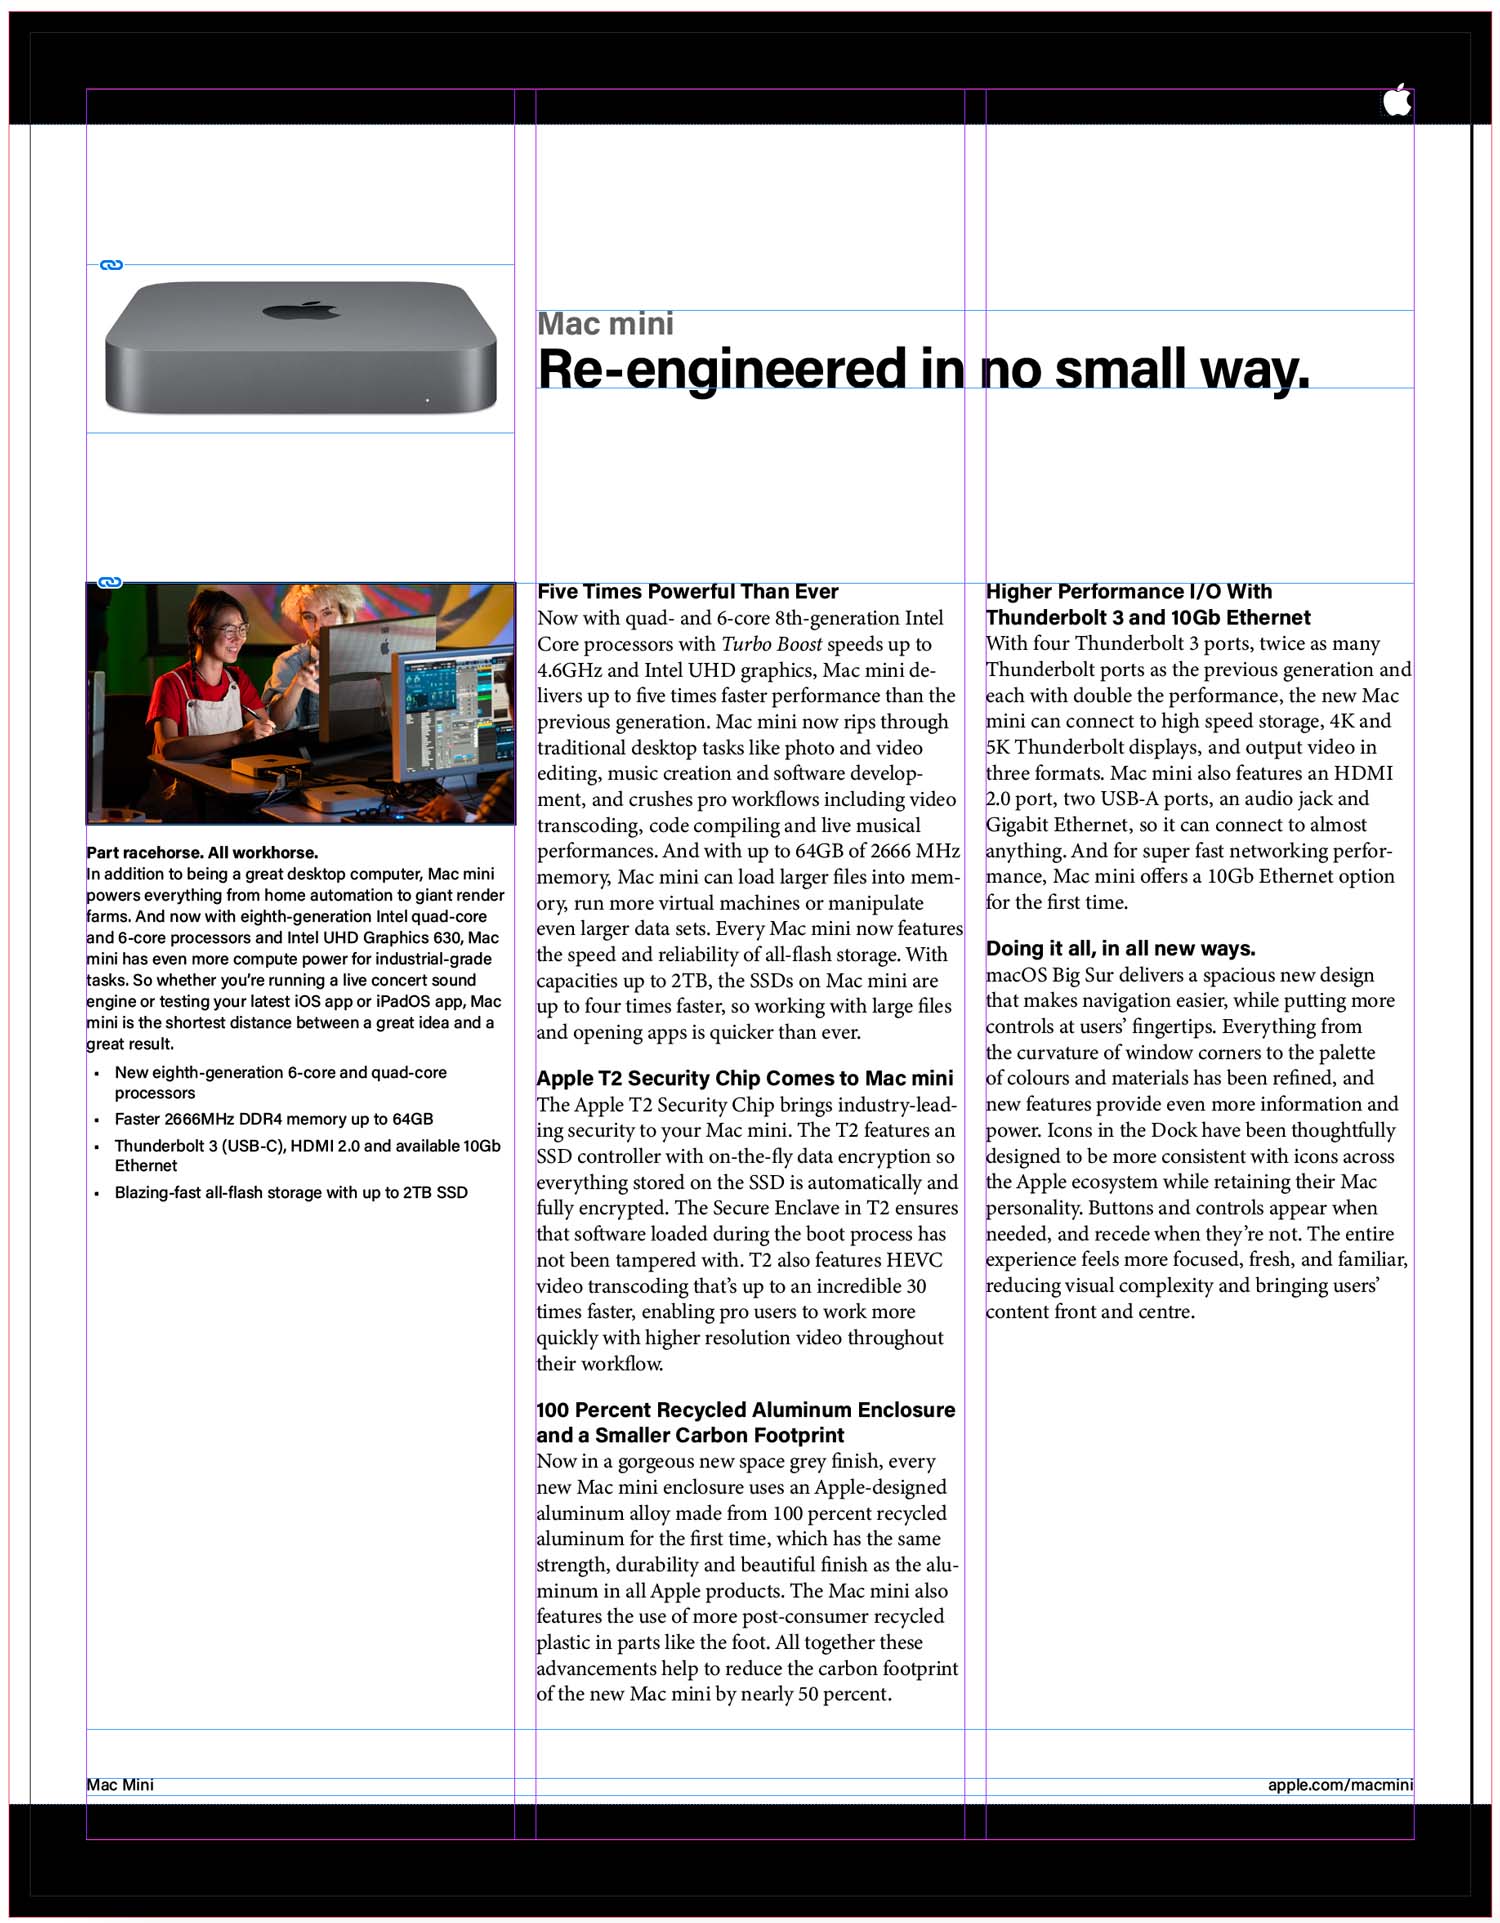 Mac mini
Re-engineered in no small way.
Part racehorse. All workhorse.
In addition to being a great desktop computer, Mac mini
powers everything from home automation to giant render
farms. And now with eighth-generation Intel quad-core
and 6-core processors and Intel UHD Graphics 630, Mac
mini has even more compute power for industrial-grade
tasks. So whether you’re running a live concert sound
engine or testing your latest iOS app or iPadOS app, Mac
mini is the shortest distance between a great idea and a
great result.
• New eighth-generation 6-core and quad-core
processors
• Faster 2666MHz DDR4 memory up to 64GB
• Thunderbolt 3 (USB-C), HDMI 2.0 and available 10Gb
Ethernet
• Blazing-fast all-flash storage with up to 2TB SSD
Five Times Powerful Than Ever
Now with quad- and 6-core 8th-generation Intel
Core processors with Turbo Boost speeds up to
4.6GHz and Intel UHD graphics, Mac mini de-
livers up to five times faster performance than the
previous generation. Mac mini now rips through
traditional desktop tasks like photo and video
editing, music creation and software develop-
ment, and crushes pro workflows including video
transcoding, code compiling and live musical
performances. And with up to 64GB of 2666 MHz
memory, Mac mini can load larger files into mem-
ory, run more virtual machines or manipulate
even larger data sets. Every Mac mini now features
the speed and reliability of all-flash storage. With
capacities up to 2TB, the SSDs on Mac mini are
up to four times faster, so working with large files
and opening apps is quicker than ever.
Apple T2 Security Chip Comes to Mac mini
The Apple T2 Security Chip brings industry-lead-
ing security to your Mac mini. The T2 features an
SSD controller with on-the-fly data encryption so
everything stored on the SSD is automatically and
fully encrypted. The Secure Enclave in T2 ensures
that software loaded during the boot process has
not been tampered with. T2 also features HEVC
video transcoding that’s up to an incredible 30
times faster, enabling pro users to work more
quickly with higher resolution video throughout
their workflow.
100 Percent Recycled Aluminum Enclosure
and a Smaller Carbon Footprint
Now in a gorgeous new space grey finish, every
new Mac mini enclosure uses an Apple-designed
aluminum alloy made from 100 percent recycled
aluminum for the first time, which has the same
strength, durability and beautiful finish as the alu-
minum in all Apple products. The Mac mini also
features the use of more post-consumer recycled
plastic in parts like the foot. All together these
advancements help to reduce the carbon footprint
of the new Mac mini by nearly 50 percent.
Higher Performance I/O With
Thunderbolt 3 and 10Gb Ethernet
With four Thunderbolt 3 ports, twice as many
Thunderbolt ports as the previous generation and
each with double the performance, the new Mac
mini can connect to high speed storage, 4K and
5K Thunderbolt displays, and output video in
three formats. Mac mini also features an HDMI
2.0 port, two USB-A ports, an audio jack and
Gigabit Ethernet, so it can connect to almost
anything. And for super fast networking perfor-
mance, Mac mini offers a 10Gb Ethernet option
for the first time.
Doing it all, in all new ways.
macOS Big Sur delivers a spacious new design
that makes navigation easier, while putting more
controls at users’ fingertips. Everything from
the curvature of window corners to the palette
of colours and materials has been refined, and
new features provide even more information and
power. Icons in the Dock have been thoughtfully
designed to be more consistent with icons across
the Apple ecosystem while retaining their Mac
personality. Buttons and controls appear when
needed, and recede when they’re not. The entire
experience feels more focused, fresh, and familiar,
reducing visual complexity and bringing users’
content front and centre.
Mac Mini
apple.com/macmini